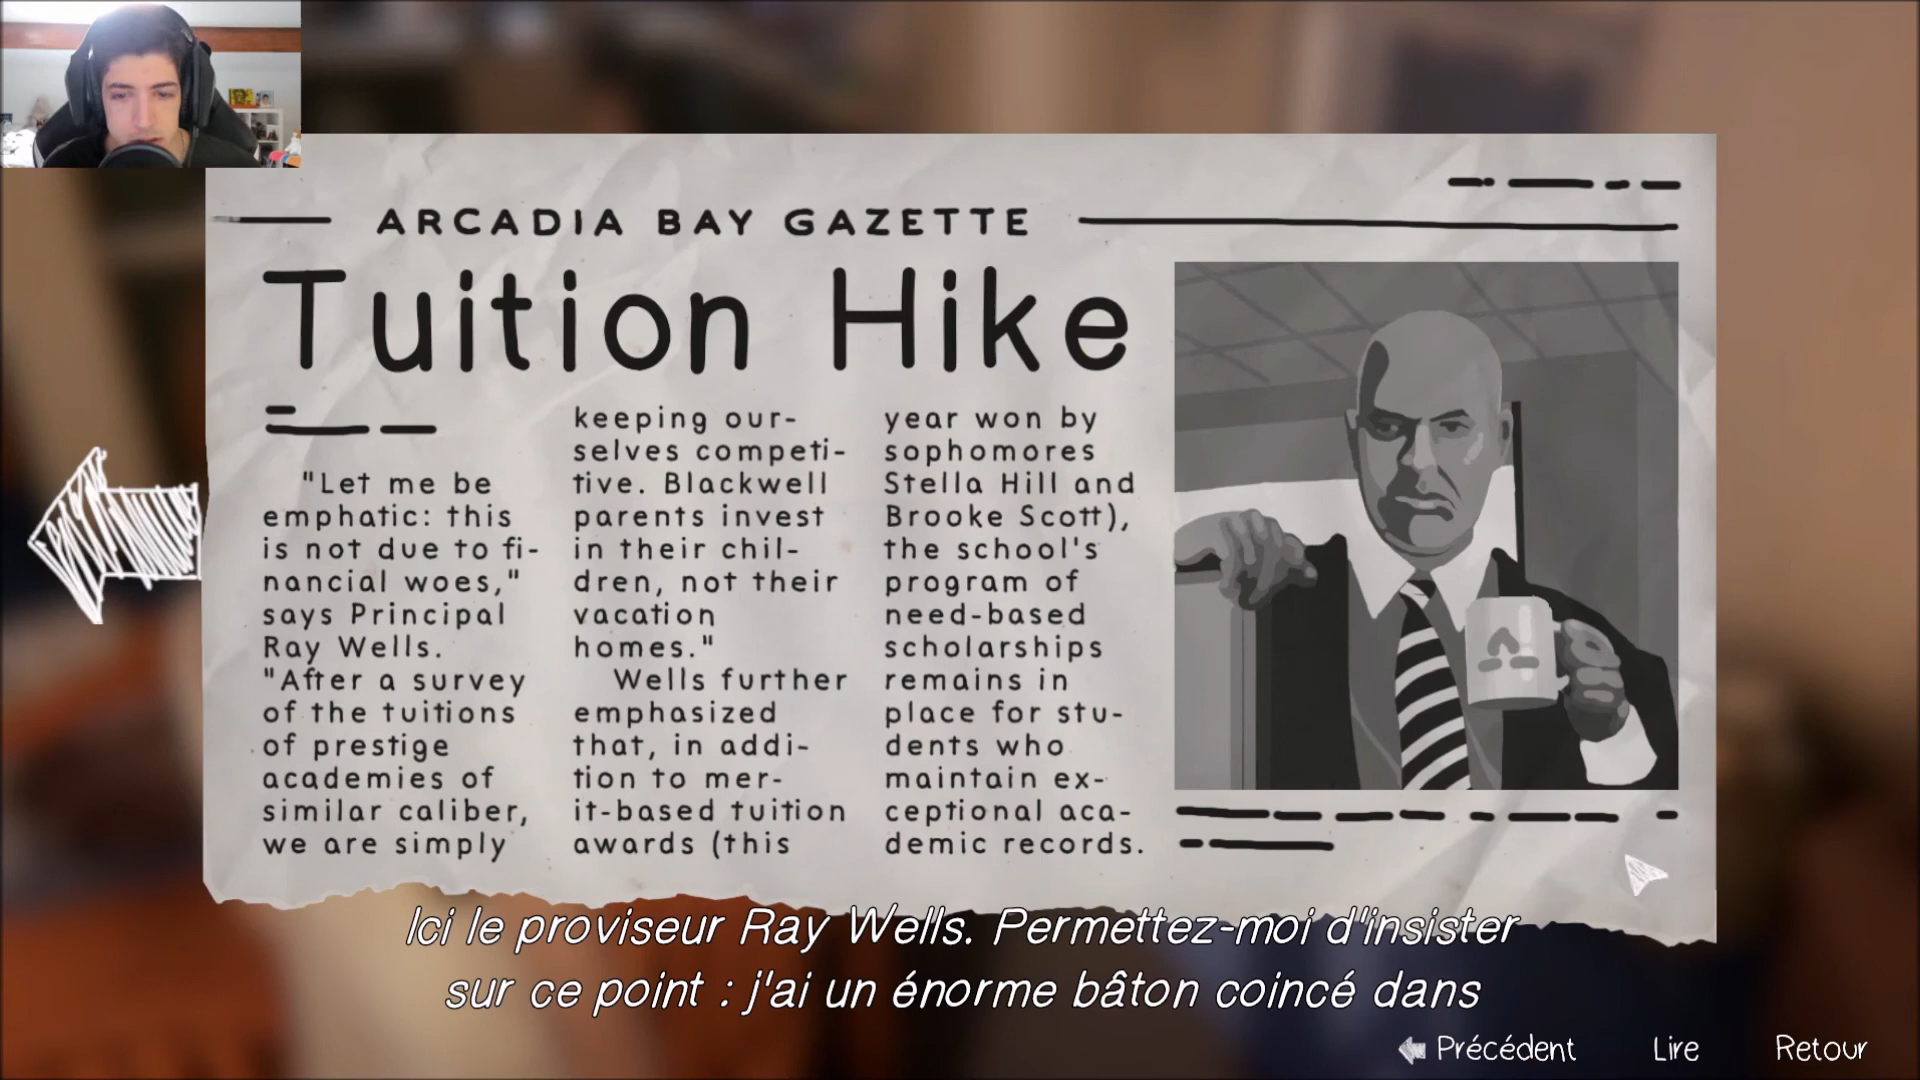 ARCADIA BAY GAZETTE
Tuition Hike
"Let me be
emphatic: this
is not due to fi-
nancial woes,"
says Principal
Ray Wells.
"After a survey
of the tuitions
of prestige
academies of
similar caliber,
we are simply
keeping our-
selves competi-
tive. Blackwell
parents invest
in their chil-
dren, not their
vacation
homes."
Wells further
emphasized
that, in addi-
tion to mer-
it-based tuition
awards (this
year won by
sophomores
Stella Hill and
Brooke Scott),
the school's
program of
need-based
scholarships
remains in
place for stu-
dents who
maintain ex-
ceptional aca-
demic records.
Ici le proviseur Ray Wells. Permettez-moi d'insister
sur ce point : j'ai un énorme bâton coincé dans
Précédent
Lire
Retour